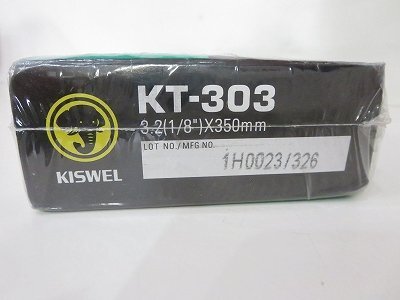 KT-303
3.2(1/8")X350mm
LOT NO./MFG NO.
1H0023/326
KISWEL